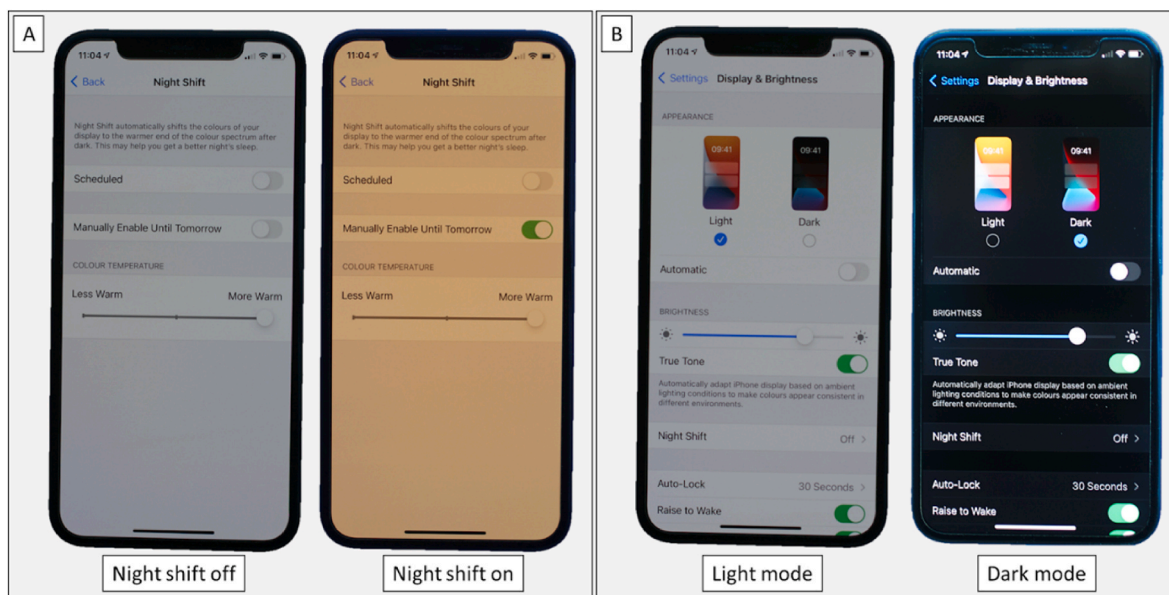 A
11:04
Back
Night Shift
Night Shift automatically shifts the colours of your
display to the warmer end of the colour spectrum after
dark. This may help you get a better night's sleep.
Scheduled
Manually Enable Until Tomorrow
COLOUR TEMPERATURE
Less Warm More Warm
Night shift off
11:04
Back
Night Shift
Night Shift automatically shifts the colours of your
display to the warmer end of the colour spectrum after
dark. This may help you get a better night's sleep.
Scheduled
Manually Enable Until Tomorrow
COLOUR TEMPERATURE
Less Warm More Warm
Night shift on
B
11:04
Settings Display & Brightness
APPEARANCE
09:41 09:41
Light Dark
Automatic
BRIGHTNESS
True Tone
Automatically adapt iPhone display based on ambient
lighting conditions to make colours appear consistent in
different environments.
Night Shift Off
Auto-Lock 30 Seconds
Raise to Wake
Light mode
11:04
Settings Display & Brightness
APPEARANCE
09:41 09:41
Light Dark
Automatic
BRIGHTNESS
True Tone
Automatically adapt iPhone display based on ambient
lighting conditions to make colours appear consistent in
different environments.
Night Shift Off
Auto-Lock 30 Seconds
Raise to Wake
Dark mode